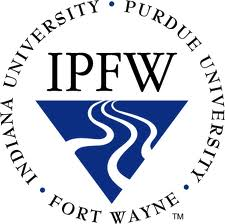 INDIANA UNIVERSITY • PURDUE UNIVERSITY • FORT WAYNE •
IPFW
TM